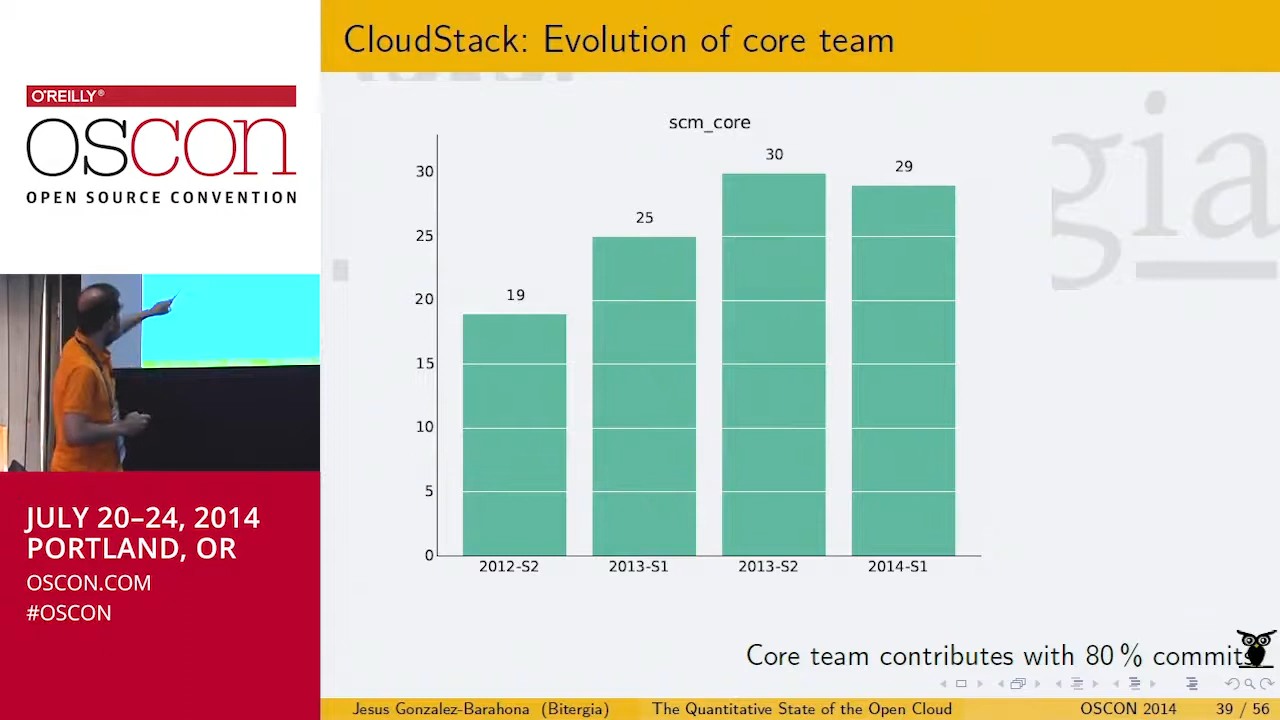 O'REILLY®
OSCON
OPEN SOURCE CONVENTION
JULY 20–24, 2014
PORTLAND, OR
OSCON.COM
#OSCON
CloudStack: Evolution of core team
scm_core
30
25
20
15
10
5
0
19
25
30
29
2012-S2
2013-S1
2013-S2
2014-S1
gia
Core team contributes with 80 % commits
Jesus Gonzalez-Barahona (Bitergia) The Quantitative State of the Open Cloud OSCON 2014 39 / 56